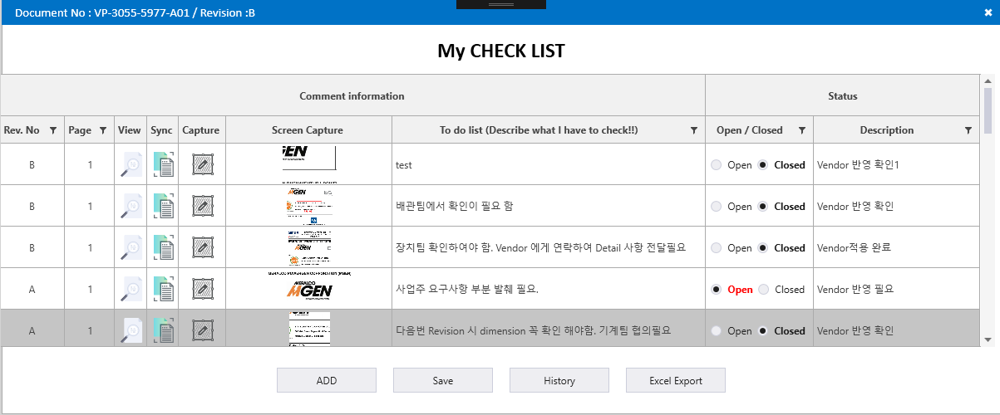 Document No : VP-3055-5977-A01 / Revision :B
My CHECK LIST
Comment information Status
Rev. No Page View Sync Capture Screen Capture To do list (Describe what I have to check!!) Open / Closed Description
B 1 GEN test Open Closed Vendor 반영 확인1
B 1 MGEN 배관팀에서 확인이 필요 함 Open Closed Vendor 반영 확인
B 1 MGEN 장치팀 확인하여야 함. Vendor 에게 연락하여 Detail 사항 전달필요 Open Closed Vendor적용 완료
MERALCO POWERGEN CORPORATION (MGEN)
A 1 MERALCO MGEN 사업주 요구사항 부분 발췌 필요. Open Closed Vendor 반영 필요
A 1 다음번 Revision 시 dimension 꼭 확인 해야함. 기계팀 협의필요 Open Closed Vendor 반영 확인
ADD Save History Excel Export